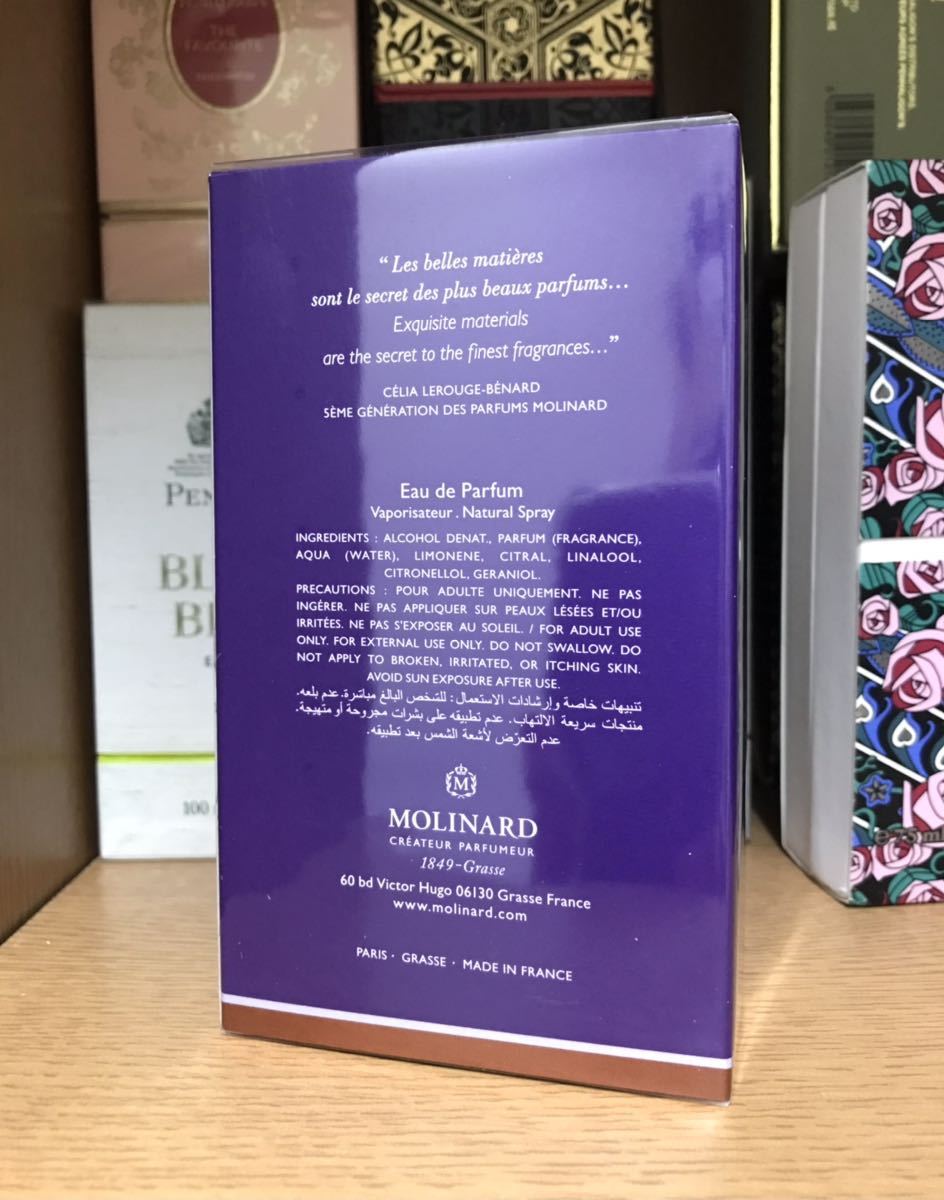 THE
FAVOURITE
“ Les belles matières
sont le secret des plus beaux parfums…
Exquisite materials
are the secret to the finest fragrances…”
CÉLIA LEROUGE-BÉNARD
5ÈME GÉNÉRATION DES PARFUMS MOLINARD
Eau de Parfum
Vaporisateur . Natural Spray
INGREDIENTS : ALCOHOL DENAT., PARFUM (FRAGRANCE),
AQUA (WATER), LIMONENE, CITRAL, LINALOOL,
CITRONELLOL, GERANIOL.
PRECAUTIONS : POUR ADULTE UNIQUEMENT. NE PAS
INGÉRER. NE PAS APPLIQUER SUR PEAUX LÉSÉES ET/OU
IRRITÉES. NE PAS S'EXPOSER AU SOLEIL. / FOR ADULT USE
ONLY. FOR EXTERNAL USE ONLY. DO NOT SWALLOW. DO
NOT APPLY TO BROKEN, IRRITATED, OR ITCHING SKIN.
AVOID SUN EXPOSURE AFTER USE.
تنبيهات خاصة وإرشادات الاستعمال: للشخص البالغ مباشرة. عدم بلعه.
منتجات سريعة الالتهاب. عدم تطبيقه على بشرات مجروحة أو متهيجة.
عدم التعرّض لأشعة الشمس بعد تطبيقه.
M
MOLINARD
CRÉATEUR PARFUMEUR
1849-Grasse
60 bd Victor Hugo 06130 Grasse France
www.molinard.com
PARIS · GRASSE · MADE IN FRANCE
PEN
BL
B
100
e 75 ml